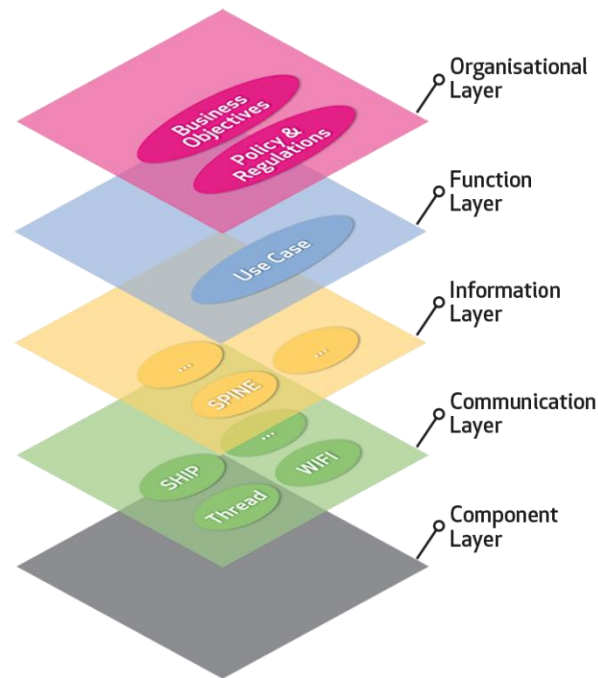 Organisational
Layer
Business
Objectives
Policy &
Regulations
Function
Layer
Use Case
Information
Layer
...
...
SPINE
Communication
Layer
...
SHIP
WIFI
Thread
Component
Layer